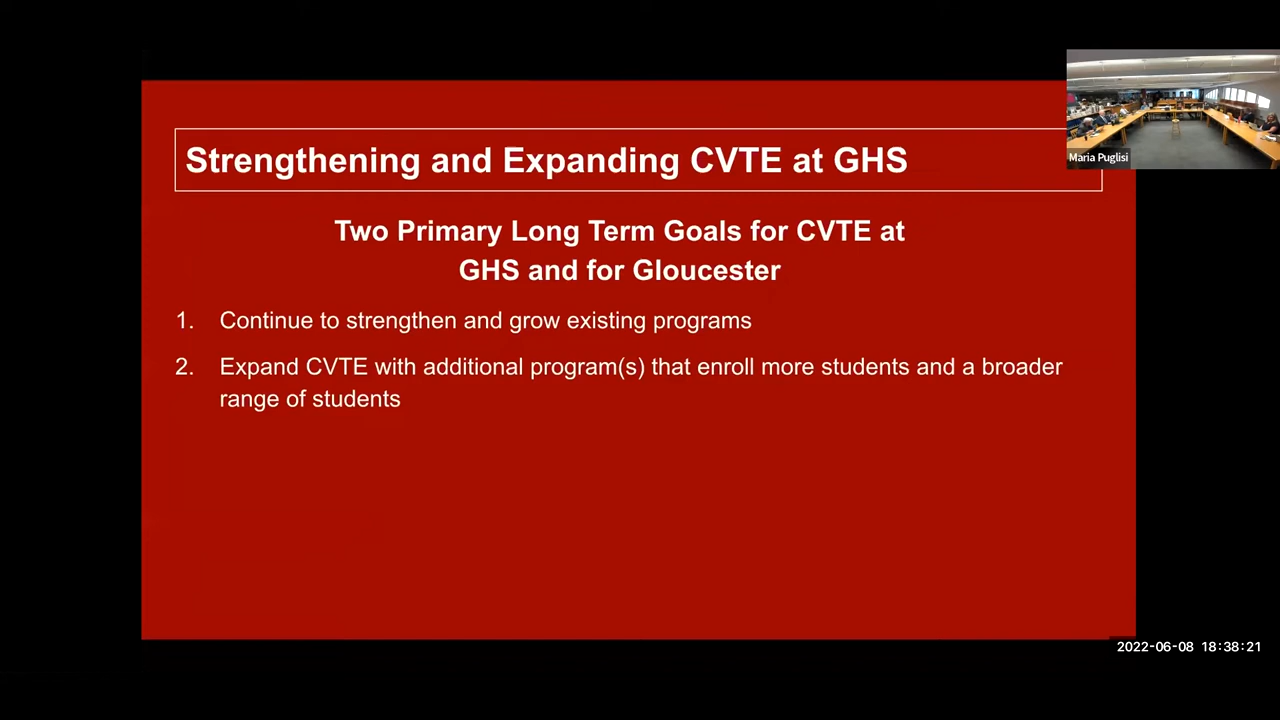 Strengthening and Expanding CVTE at GHS
Two Primary Long Term Goals for CVTE at
GHS and for Gloucester
1. Continue to strengthen and grow existing programs
2. Expand CVTE with additional program(s) that enroll more students and a broader
range of students
Maria Puglisi
2022-06-08 18:38:21